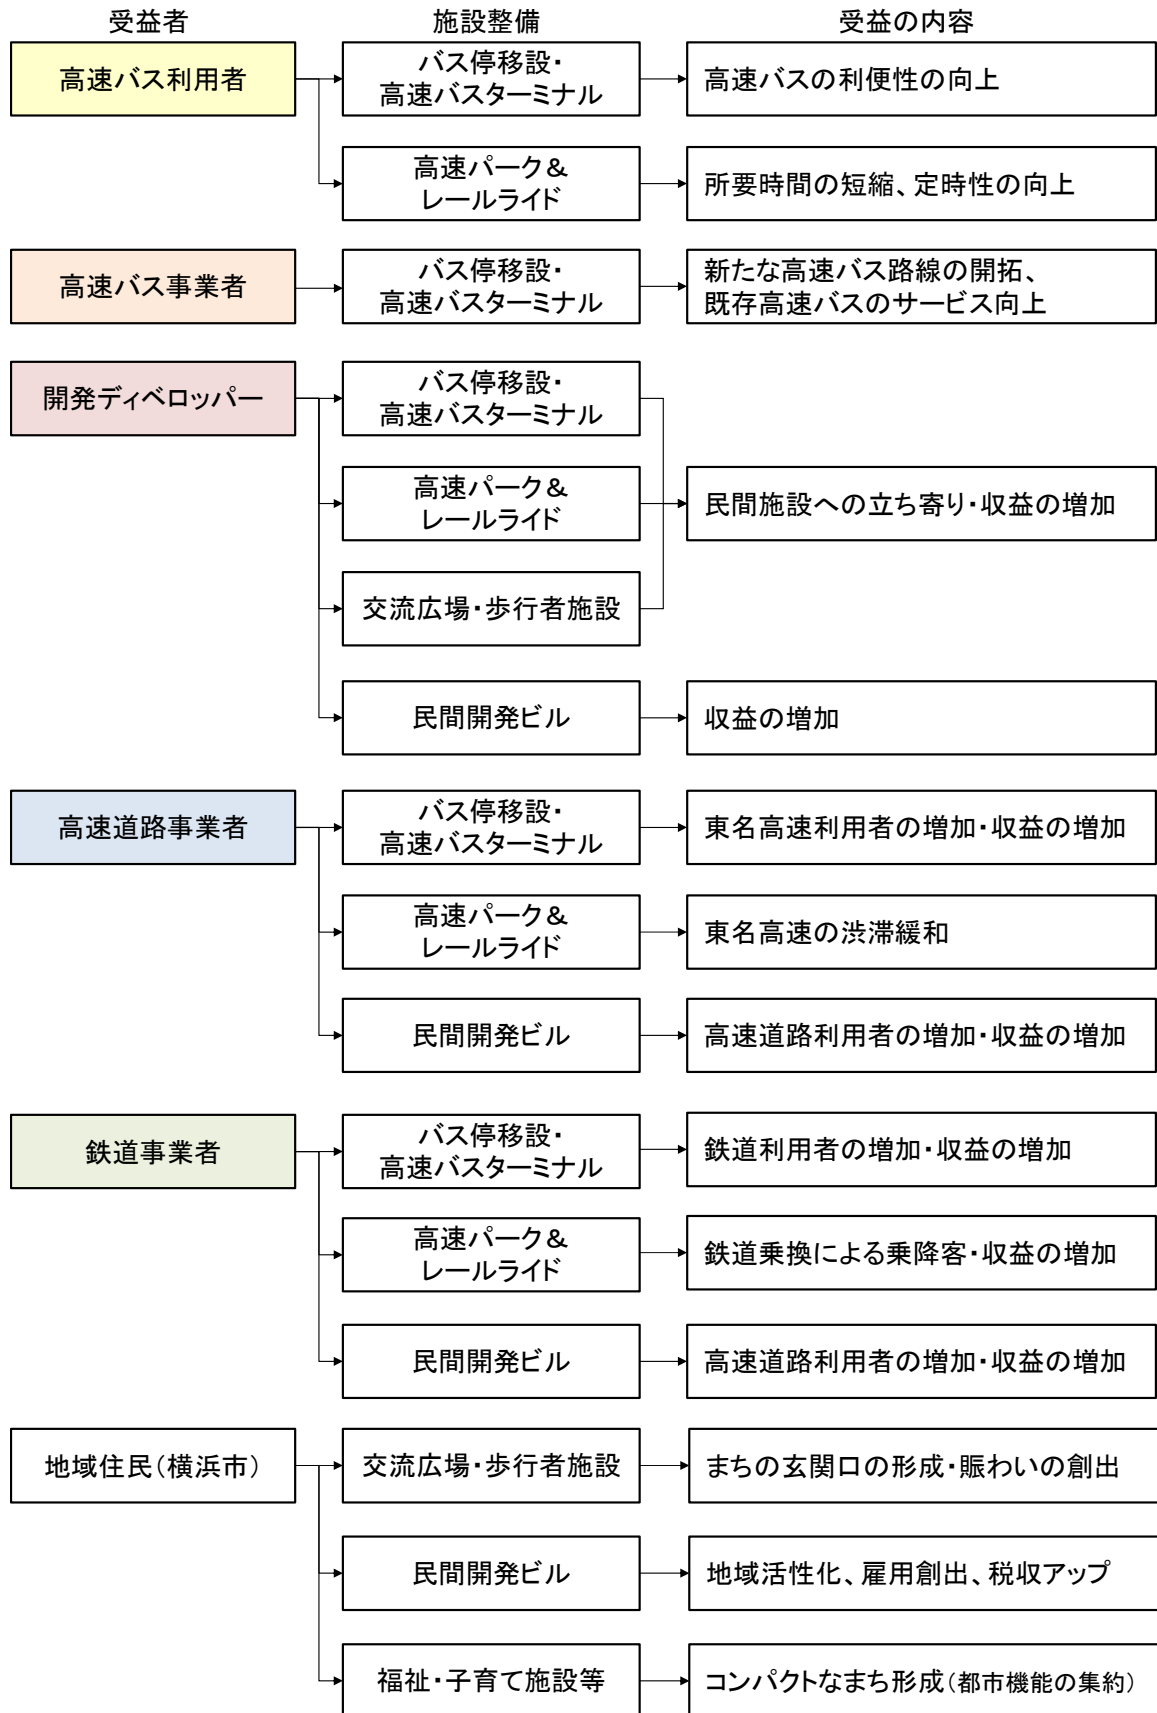 受益者
施設整備
受益の内容
高速バス利用者
バス停移設・
高速バスターミナル
高速バスの利便性の向上
高速パーク&
レールライド
所要時間の短縮、定時性の向上
高速バス事業者
バス停移設・
高速バスターミナル
新たな高速バス路線の開拓、
既存高速バスのサービス向上
開発ディベロッパー
バス停移設・
高速バスターミナル
高速パーク&
レールライド
民間施設への立ち寄り・収益の増加
交流広場・歩行者施設
民間開発ビル
収益の増加
高速道路事業者
バス停移設・
高速バスターミナル
東名高速利用者の増加・収益の増加
高速パーク&
レールライド
東名高速の渋滞緩和
民間開発ビル
高速道路利用者の増加・収益の増加
鉄道事業者
バス停移設・
高速バスターミナル
鉄道利用者の増加・収益の増加
高速パーク&
レールライド
鉄道乗換による乗降客・収益の増加
民間開発ビル
高速道路利用者の増加・収益の増加
地域住民(横浜市)
交流広場・歩行者施設
まちの玄関口の形成・賑わいの創出
民間開発ビル
地域活性化、雇用創出、税収アップ
福祉・子育て施設等
コンパクトなまち形成(都市機能の集約)